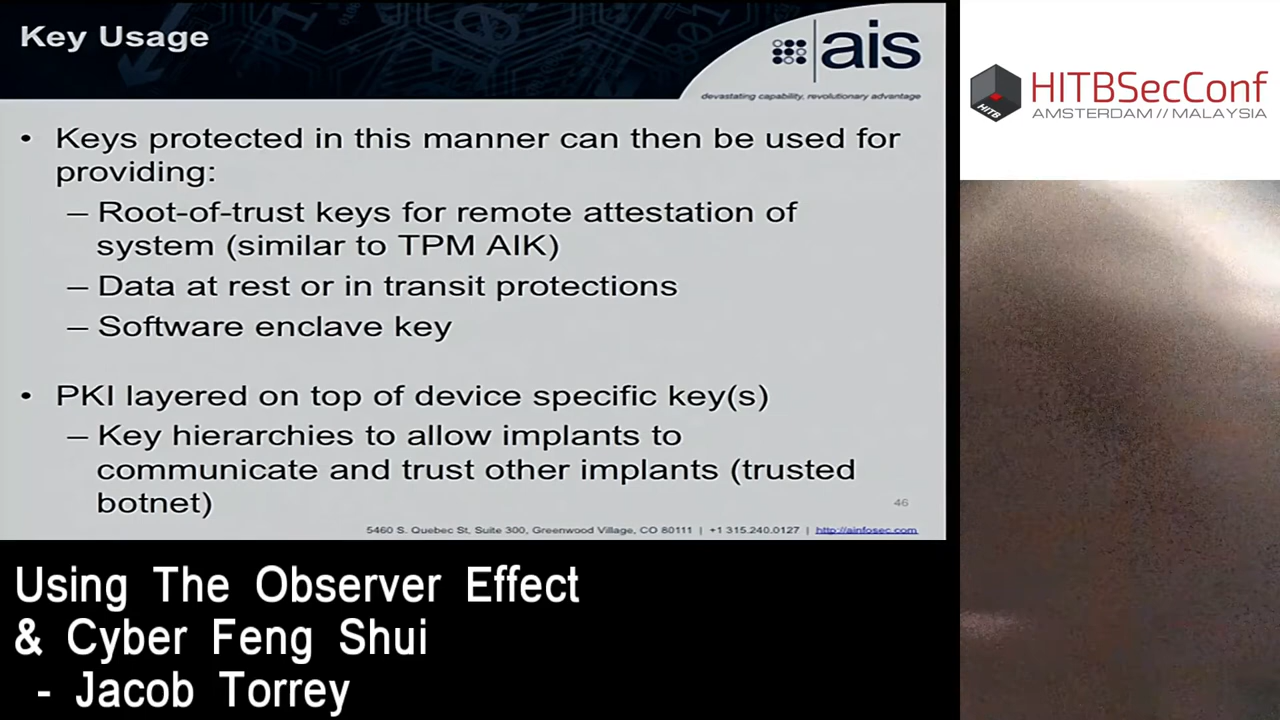 Key Usage
ais
devastating capability, revolutionary advantage
• Keys protected in this manner can then be used for
providing:
– Root-of-trust keys for remote attestation of
system (similar to TPM AIK)
– Data at rest or in transit protections
– Software enclave key
• PKI layered on top of device specific key(s)
– Key hierarchies to allow implants to
communicate and trust other implants (trusted
botnet)
46
5460 S. Quebec St, Suite 300, Greenwood Village, CO 80111 | +1 315.240.0127 | http://ainfosec.com
HITB
HITBSecConf
AMSTERDAM // MALAYSIA
Using The Observer Effect
& Cyber Feng Shui
- Jacob Torrey